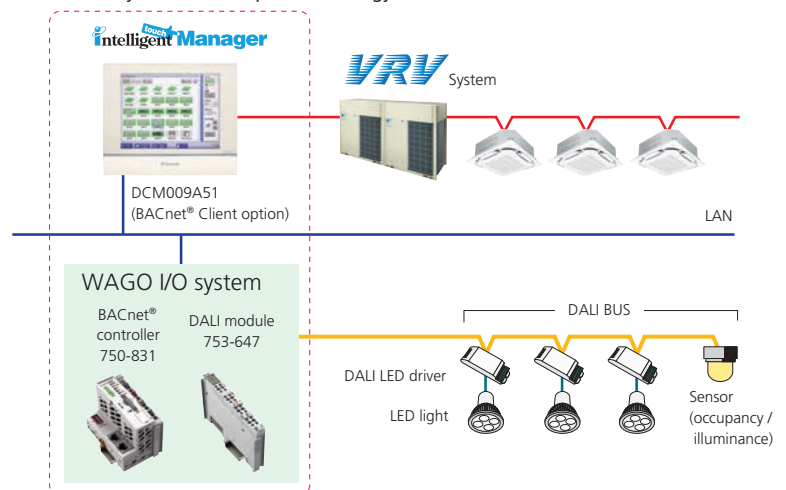 touch
intelligent Manager
VRV
System
DCM009A51
(BACnet® Client option)
LAN
WAGO I/O system
BACnet®
controller
750-831
DALI module
753-647
DALI BUS
DALI LED driver
LED light
Sensor
(occupancy /
illuminance)